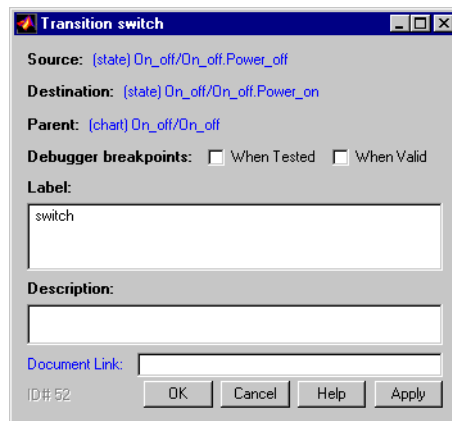 Transition switch
Source: (state) On_off/On_off.Power_off
Destination: (state) On_off/On_off.Power_on
Parent: (chart) On_off/On_off
Debugger breakpoints: When Tested When Valid
Label:
switch
Description:
Document Link:
ID# 52 OK Cancel Help Apply